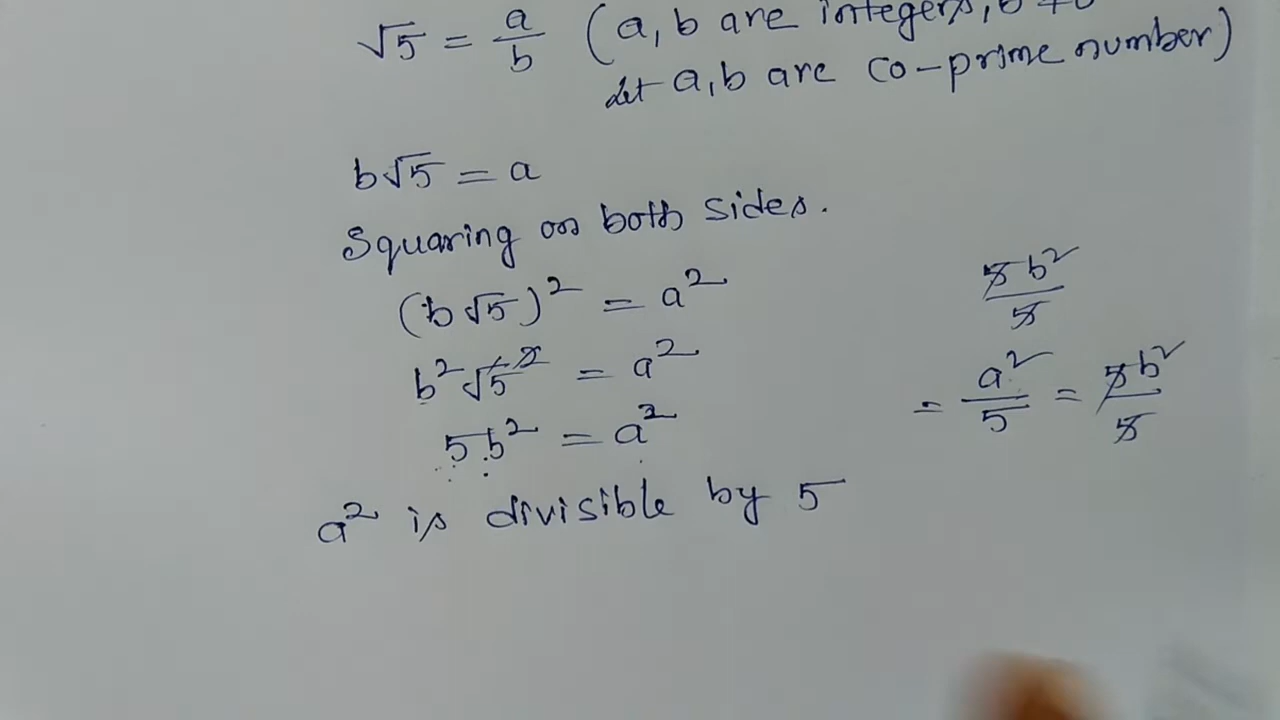 √5 = a/b (a, b are integers, b ≠ 0
Let a, b are co-prime number)
b√5 = a
Squaring on both sides.
(b√5)² = a²
b²√5² = a²
5b² = a²
a² is divisible by 5
5b²/5
= a²/5 = 5b²/5